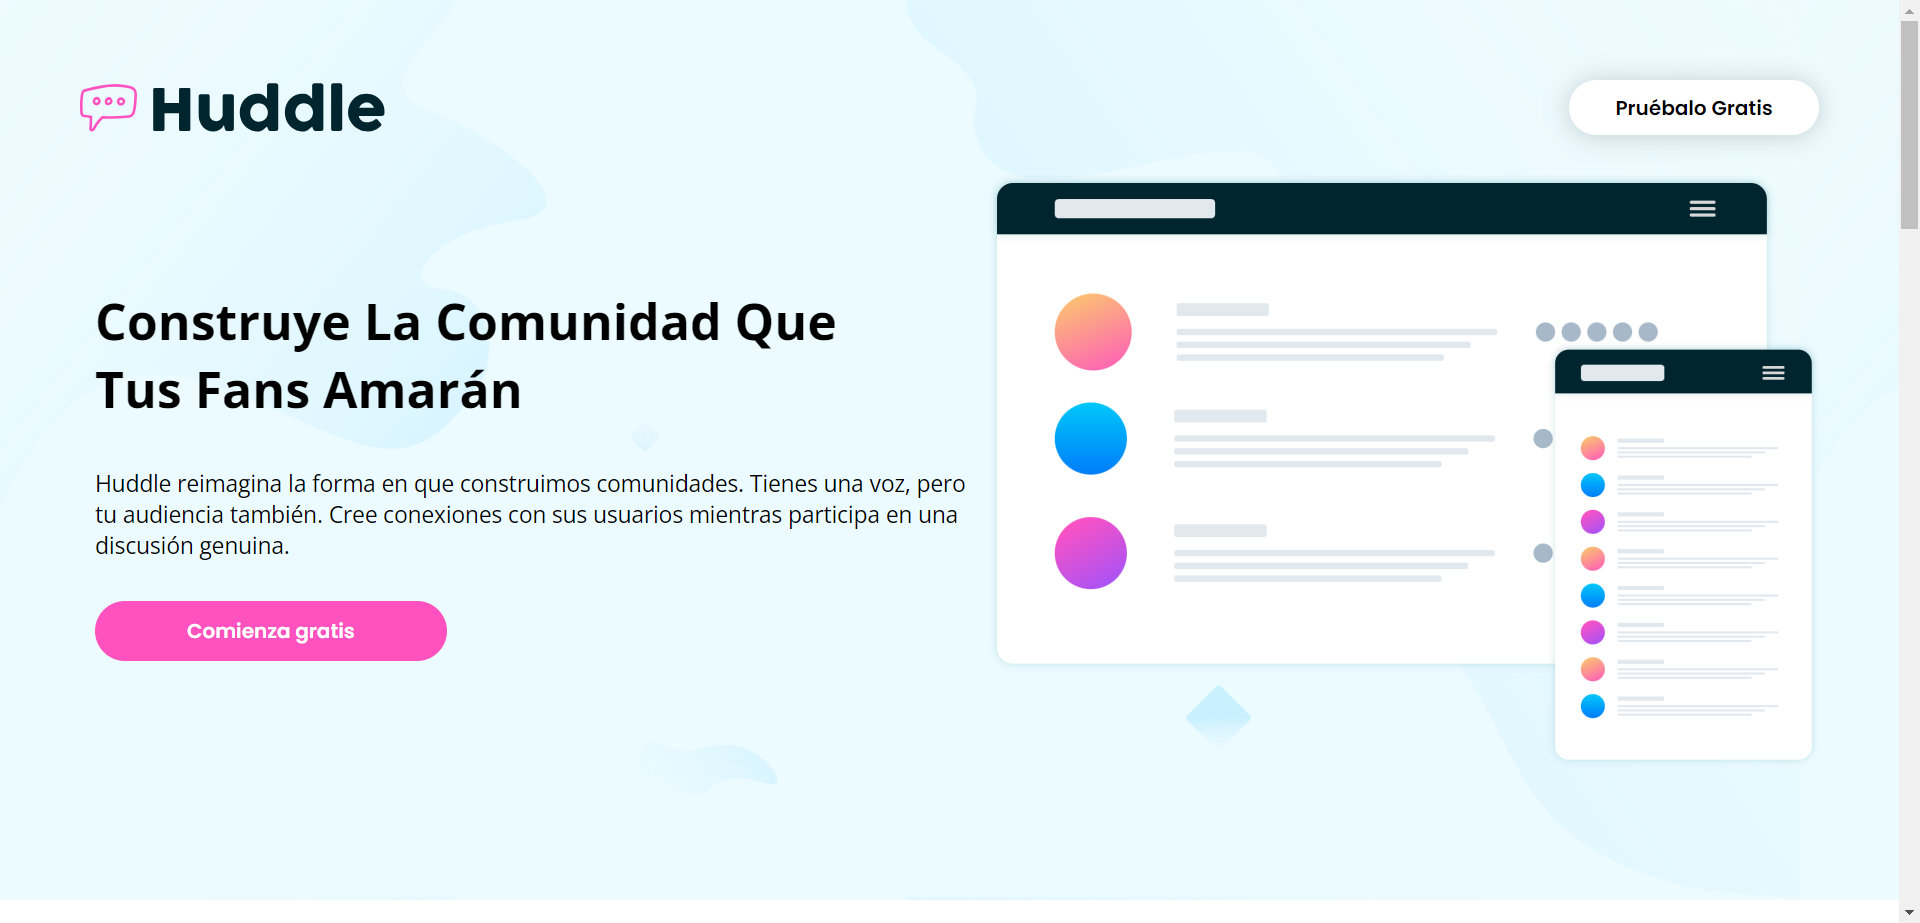 Huddle
Pruébalo Gratis
Construye La Comunidad Que
Tus Fans Amarán
Huddle reimagina la forma en que construimos comunidades. Tienes una voz, pero
tu audiencia también. Cree conexiones con sus usuarios mientras participa en una
discusión genuina.
Comienza gratis